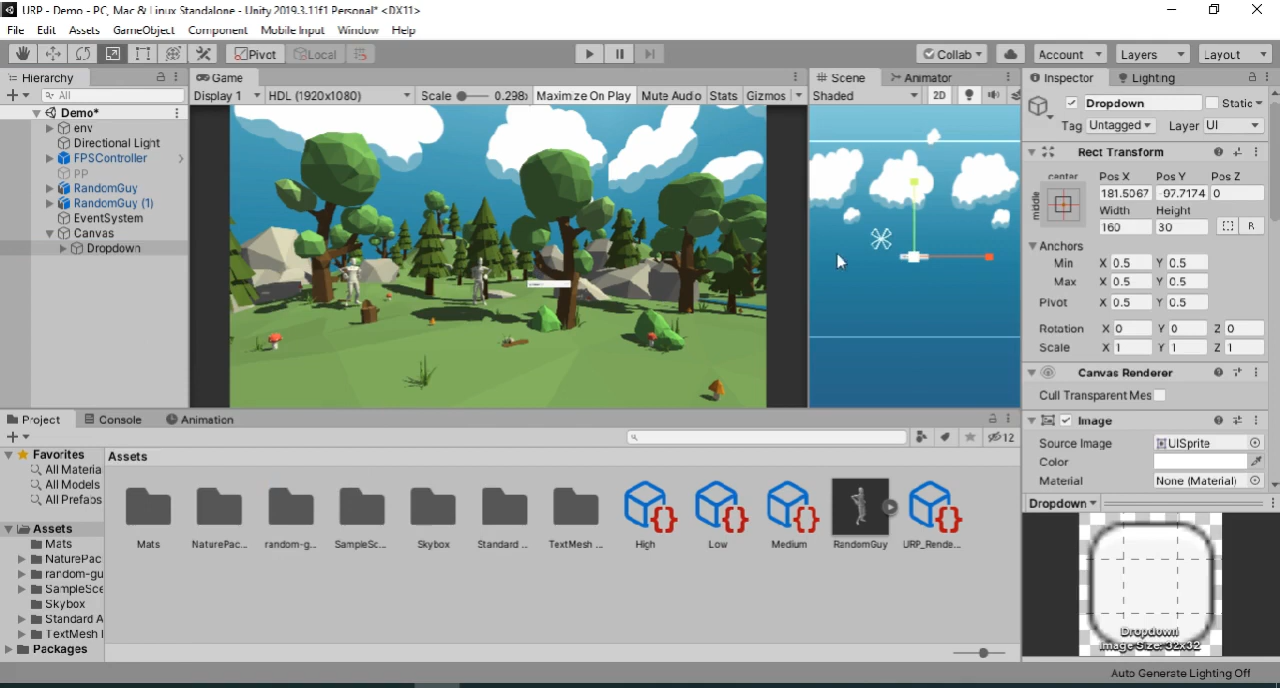 URP - Demo - PC, Mac & Linux Standalone - Unity 2019.3.11f1 Personal* <DX11>
File Edit Assets GameObject Component Mobile Input Window Help
Pivot Local Collab Account Layers Layout
Hierarchy Game Scene Animator Inspector Lighting
All Display 1 HDL (1920x1080) Scale 0.298 Maximize On Play Mute Audio Stats Gizmos Shaded 2D Dropdown Static
Demo*
env
Directional Light
FPSController
PP
RandomGuy
RandomGuy (1)
EventSystem
Canvas
Dropdown
Tag Untagged Layer UI
Rect Transform
center
middle
Pos X Pos Y Pos Z
181.5067 -97.7174 0
Width Height
160 30 R
Anchors
Min X 0.5 Y 0.5
Max X 0.5 Y 0.5
Pivot X 0.5 Y 0.5
Rotation X 0 Y 0 Z 0
Scale X 1 Y 1 Z 1
Canvas Renderer
Cull Transparent Mes
Image
Source Image UISprite
Color
Material None (Material)
Dropdown
Dropdown
Image Size: 32x32
Project Console Animation
12
Favorites
All Materia
All Models
All Prefabs
Assets
Mats
NaturePac
random-gu
SampleSce
Skybox
Standard A
TextMesh
Packages
Assets
Mats NaturePac... random-g... SampleSc... Skybox Standard ... TextMesh ... High Low Medium RandomGuy URP_Rende...
Auto Generate Lighting Off